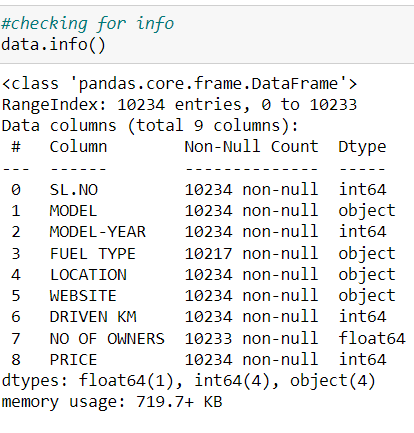 #checking for info
data.info()
<class 'pandas.core.frame.DataFrame'>
RangeIndex: 10234 entries, 0 to 10233
Data columns (total 9 columns):
 #   Column        Non-Null Count  Dtype
---  ------        --------------  -----
 0   SL.NO         10234 non-null  int64
 1   MODEL         10234 non-null  object
 2   MODEL-YEAR    10234 non-null  int64
 3   FUEL TYPE     10217 non-null  object
 4   LOCATION      10234 non-null  object
 5   WEBSITE       10234 non-null  object
 6   DRIVEN KM     10234 non-null  int64
 7   NO OF OWNERS  10233 non-null  float64
 8   PRICE         10234 non-null  int64
dtypes: float64(1), int64(4), object(4)
memory usage: 719.7+ KB